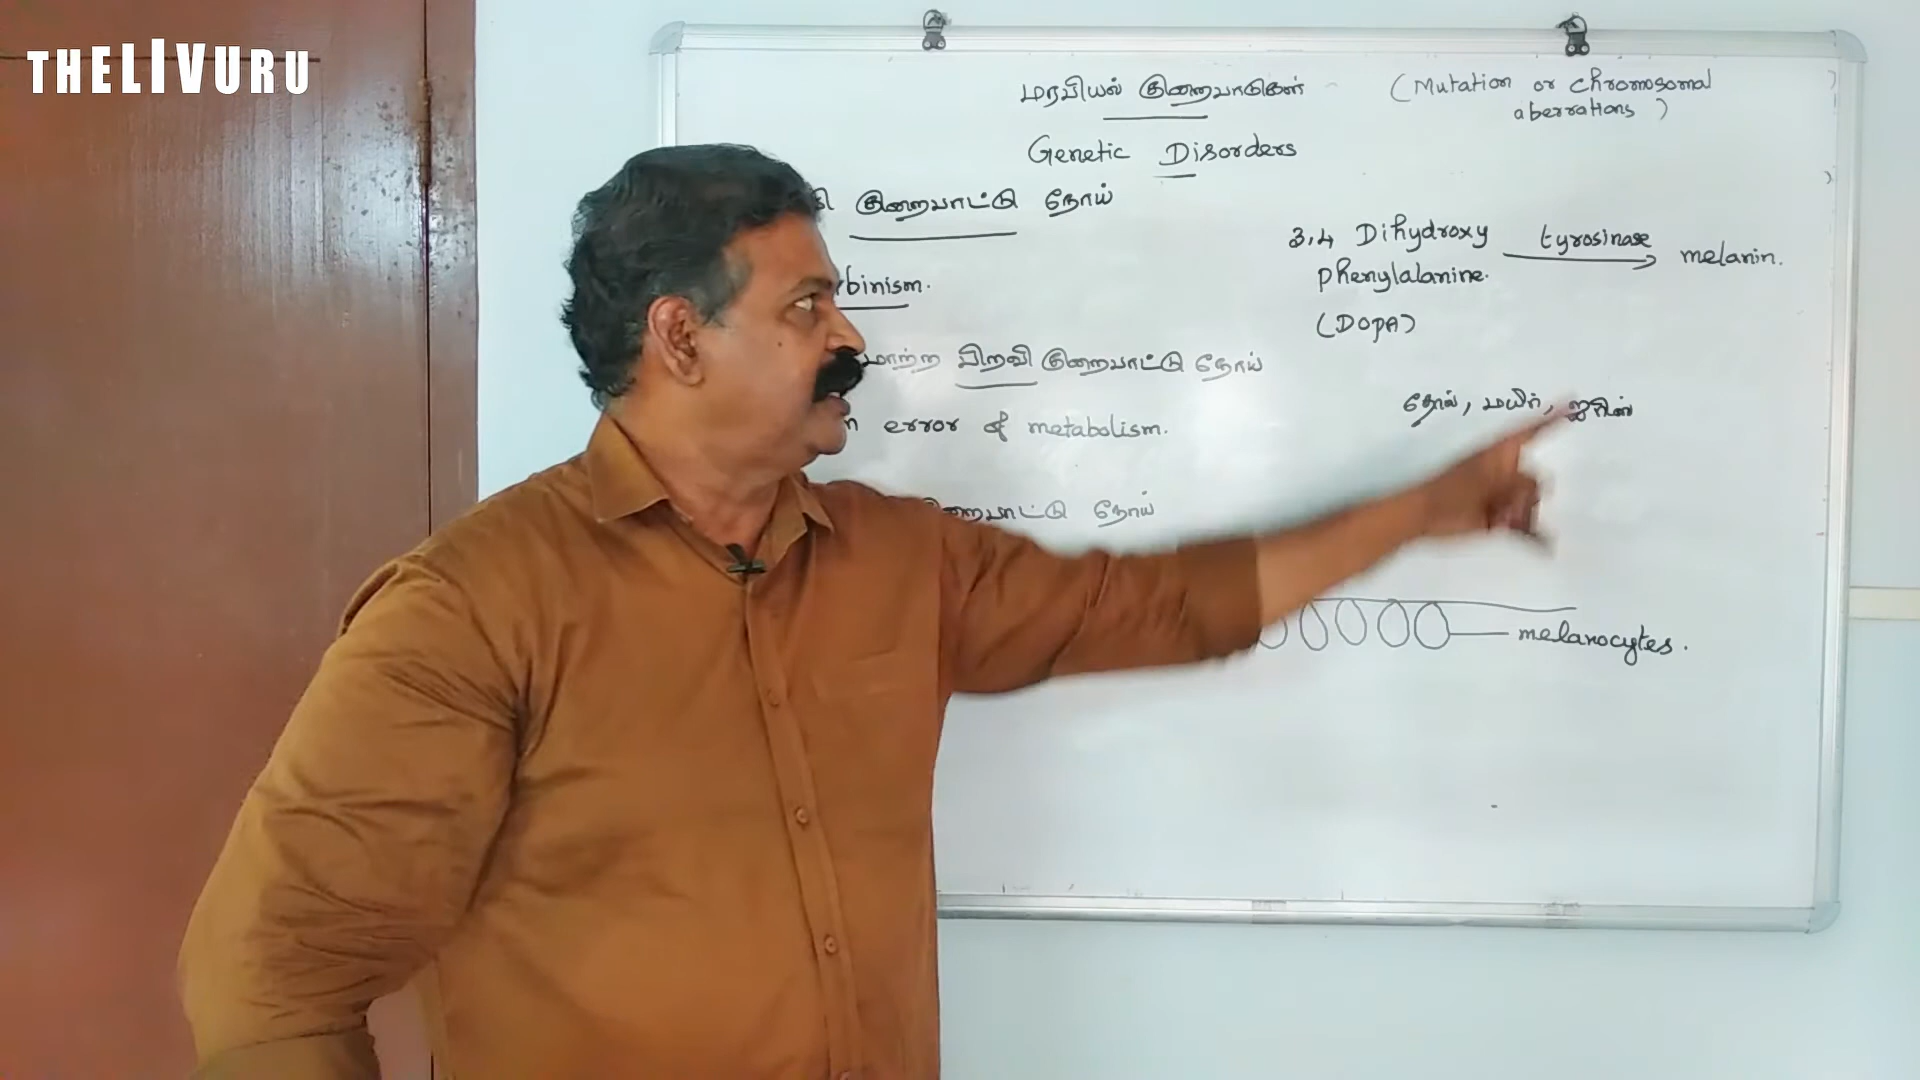 THELIVURU
மரபியல் குறைபாடுகள் (Mutation or chromosomal
aberrations)
Genetic Disorders
குறைபாட்டு நோய்
3,4 Dihydroxy tyrosinase melanin.
phenylalanine.
(DOPA)
பிறவி குறைபாட்டு நோய்
தோல், மயிர், ஐரிஸ்
error of metabolism.
நோய்
melanocytes.